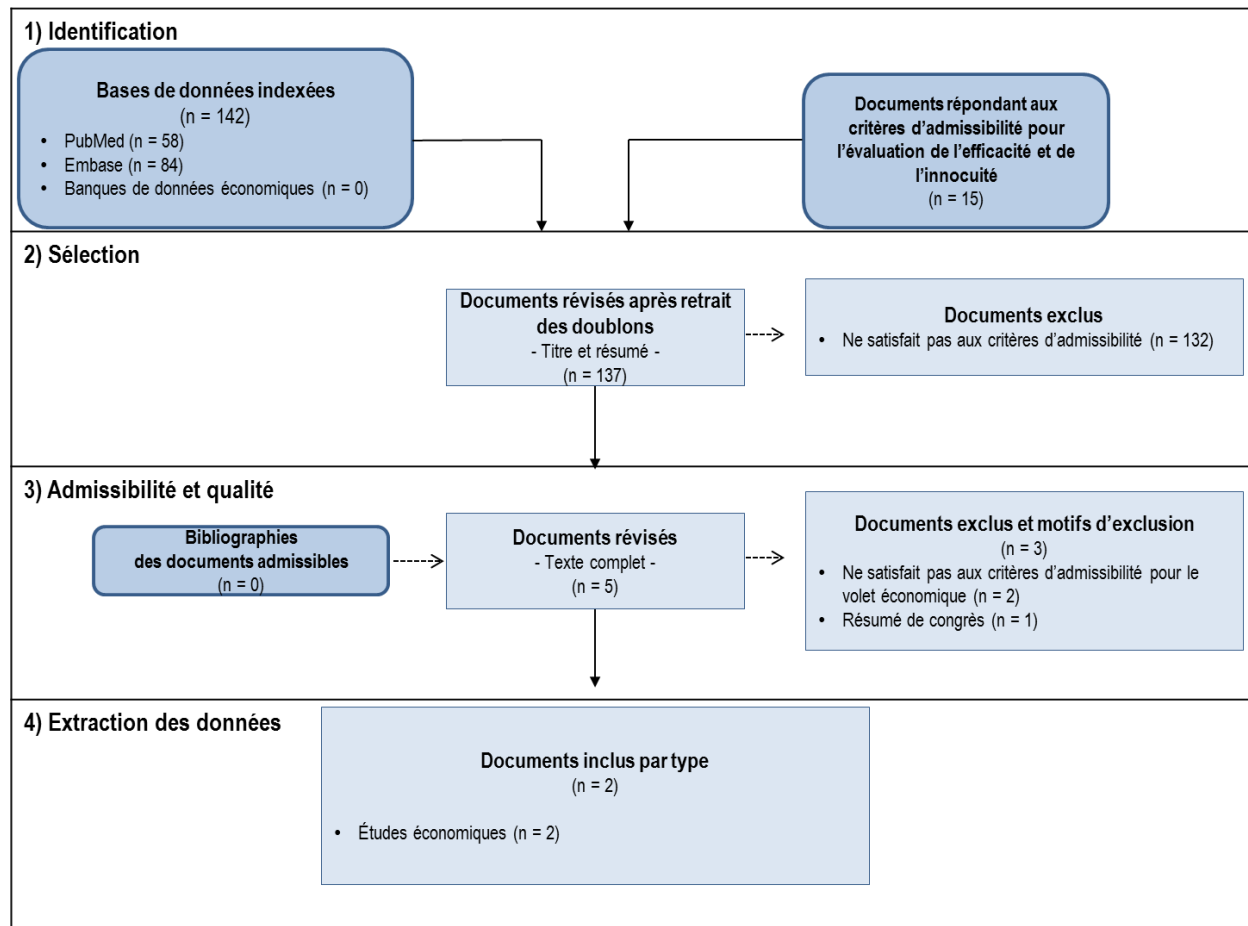 1) Identification
Bases de données indexées
(n = 142)
• PubMed (n = 58)
• Embase (n = 84)
• Banques de données économiques (n = 0)
Documents répondant aux
critères d'admissibilité pour
l'évaluation de l'efficacité et de
l'innocuité
(n = 15)
2) Sélection
Documents révisés après retrait
des doublons
- Titre et résumé -
(n = 137)
Documents exclus
• Ne satisfait pas aux critères d'admissibilité (n = 132)
3) Admissibilité et qualité
Bibliographies
des documents admissibles
(n = 0)
Documents révisés
- Texte complet -
(n = 5)
Documents exclus et motifs d'exclusion
(n = 3)
• Ne satisfait pas aux critères d'admissibilité pour le
volet économique (n = 2)
• Résumé de congrès (n = 1)
4) Extraction des données
Documents inclus par type
(n = 2)
• Études économiques (n = 2)